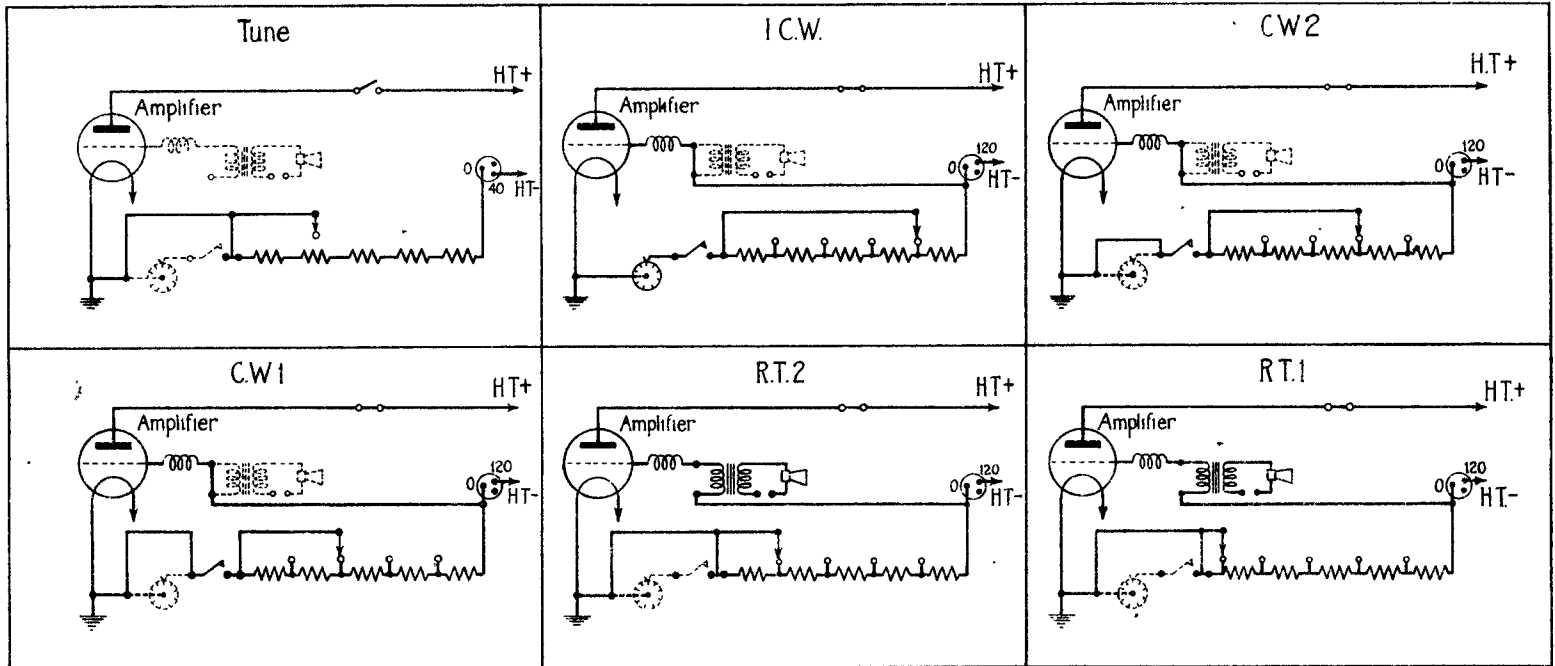 Tune
HT+
Amplifier
0
40
HT-
I C.W.
H.T+
Amplifier
120
0
HT-
CW2
H.T+
Amplifier
120
0
HT-
C.W1
HT+
Amplifier
120
0
HT-
R.T.2
HT+
Amplifier
120
0
HT-
RT.1
HT.+
Amplifier
120
0
HT.-